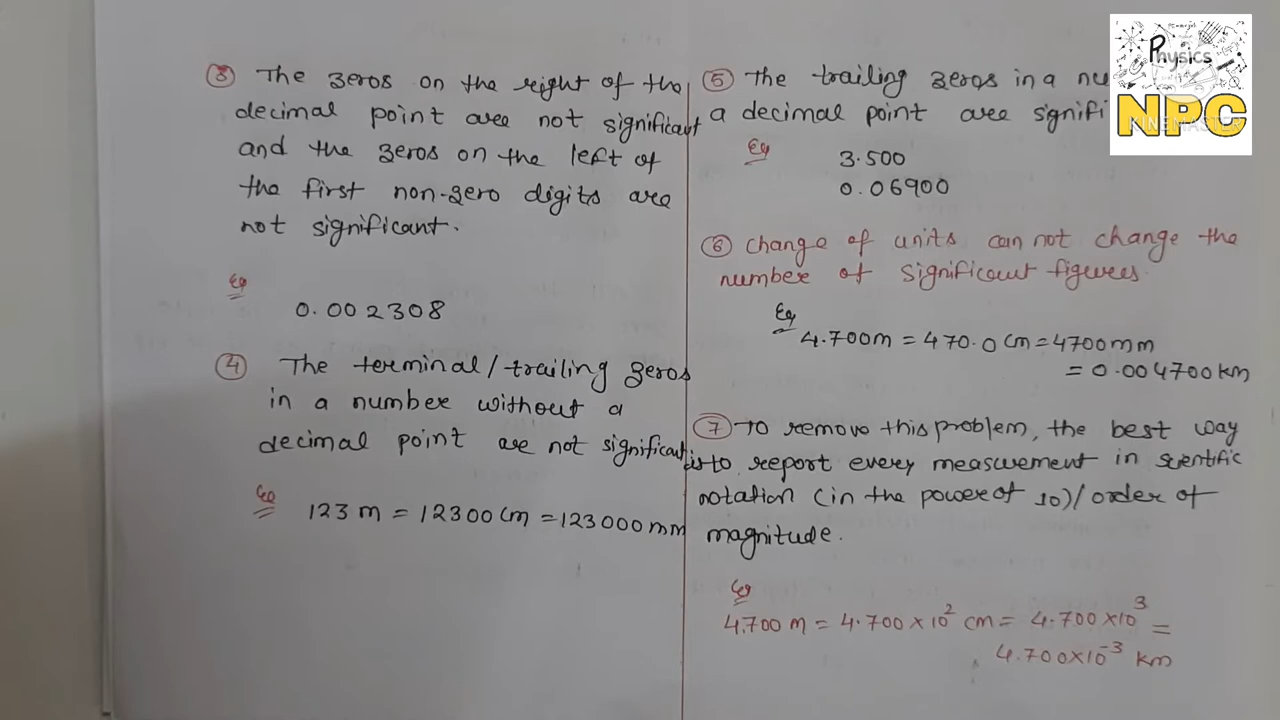 ③ The zeros on the right of the
decimal point are not significant
and the zeros on the left of
the first non-zero digits are
not significant.
Eg
0.002308
④ The terminal/trailing zeros
in a number without a
decimal point are not significant
Eg
123 m = 12300 cm = 123000 mm
⑤ The trailing zeros in a nu
a decimal point are signifi
Eg
3.500
0.06900
⑥ change of units can not change the
number of significant figures.
Eg
4.700m = 470.0 cm = 4700 mm
= 0.004700 km
⑦ To remove this problem, the best way
is to report every measurement in scientific
notation (in the power of 10)/order of
magnitude.
Eg
4.700 m = 4.700 × 10² cm = 4.700 × 10³ =
4.700 × 10⁻³ km
Physics
NPC
KINEMASTER